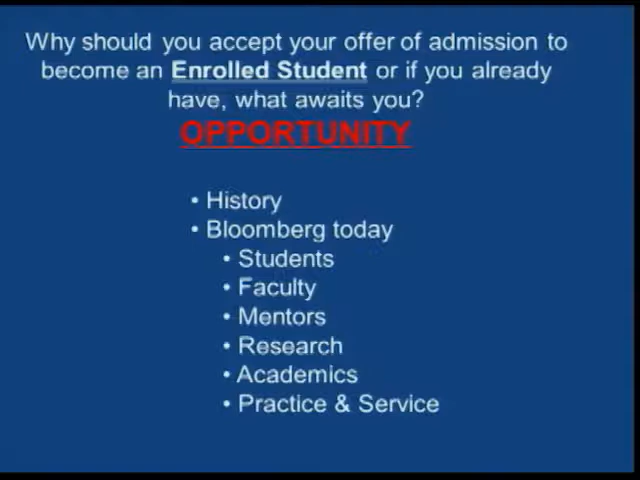 Why should you accept your offer of admission to
become an Enrolled Student or if you already
have, what awaits you?
OPPORTUNITY
• History
• Bloomberg today
• Students
• Faculty
• Mentors
• Research
• Academics
• Practice & Service